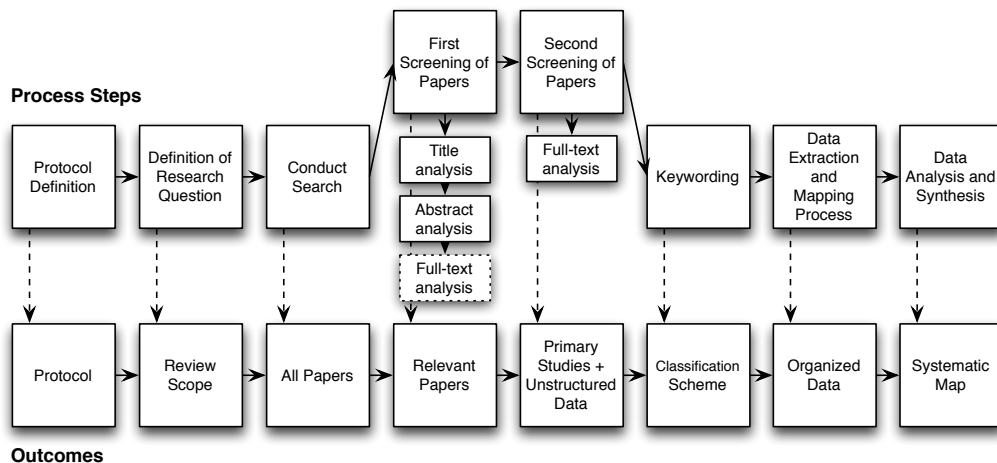 First
Screening of
Papers
Second
Screening of
Papers
Process Steps
Protocol
Definition
Definition of
Research
Question
Conduct
Search
Title
analysis
Abstract
analysis
Full-text
analysis
Full-text
analysis
Keywording
Data
Extraction
and
Mapping
Process
Data
Analysis and
Synthesis
Protocol
Review
Scope
All Papers
Relevant
Papers
Primary
Studies +
Unstructured
Data
Classification
Scheme
Organized
Data
Systematic
Map
Outcomes